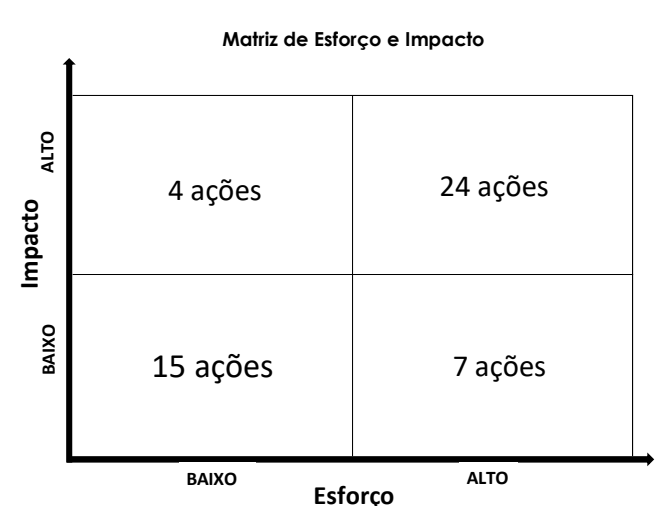 Matriz de Esforço e Impacto
ALTO
4 ações
24 ações
Impacto
BAIXO
15 ações
7 ações
BAIXO
ALTO
Esforço